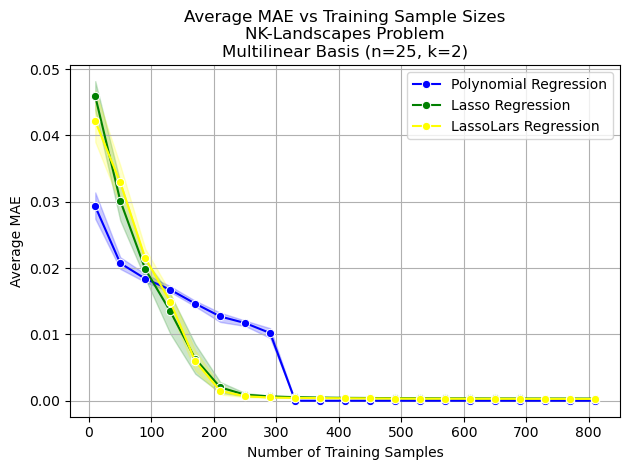 Average MAE vs Training Sample Sizes
NK-Landscapes Problem
Multilinear Basis (n=25, k=2)
Polynomial Regression
Lasso Regression
LassoLars Regression
Average MAE
0.05
0.04
0.03
0.02
0.01
0.00
0 100 200 300 400 500 600 700 800
Number of Training Samples